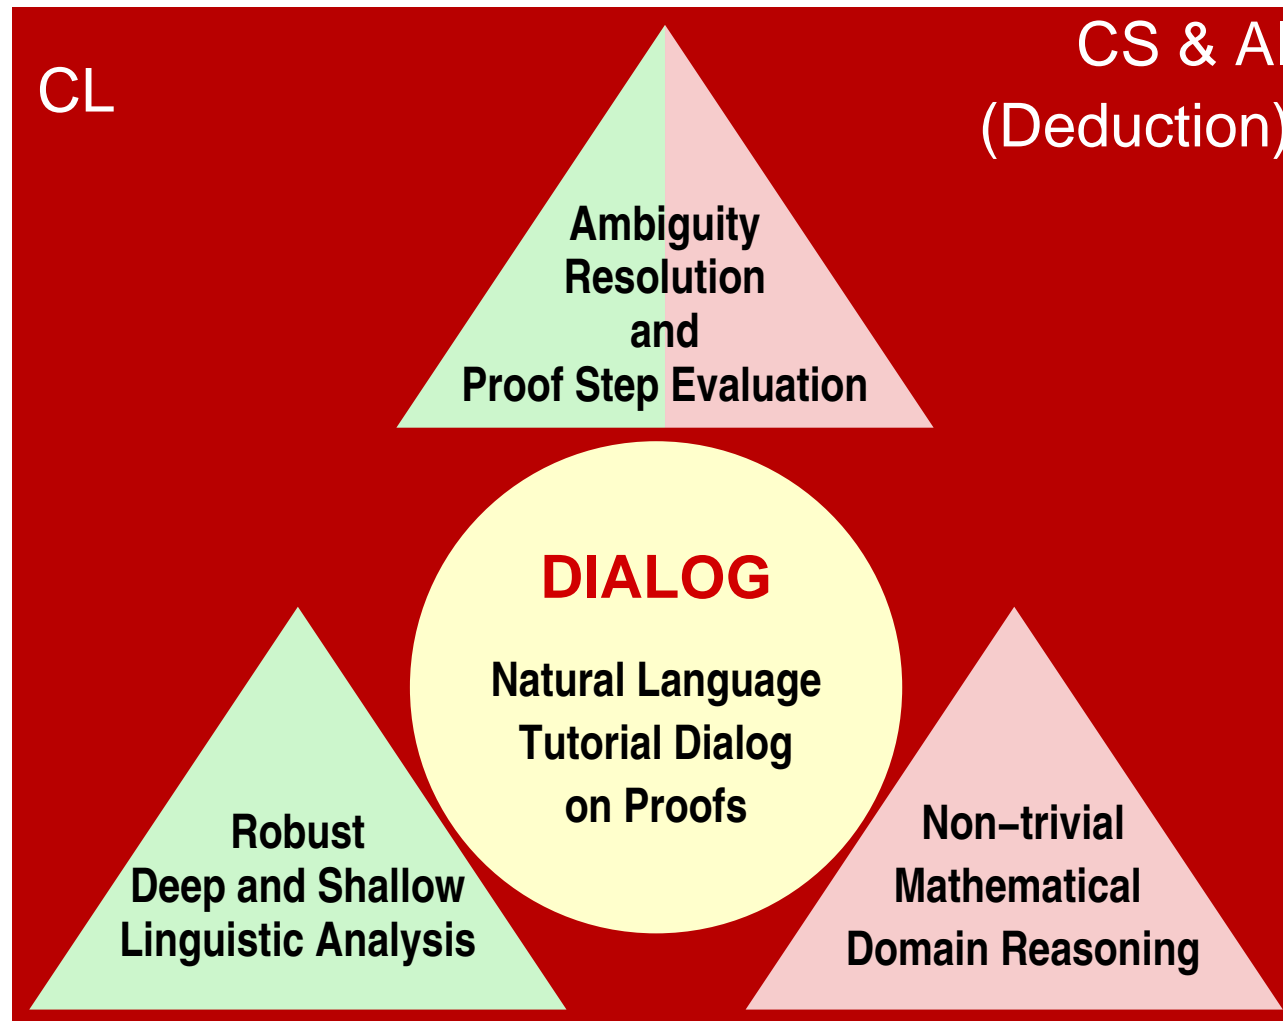 CL
CS & AI
(Deduction)
Ambiguity
Resolution
and
Proof Step Evaluation
DIALOG
Natural Language
Tutorial Dialog
on Proofs
Robust
Deep and Shallow
Linguistic Analysis
Non−trivial
Mathematical
Domain Reasoning